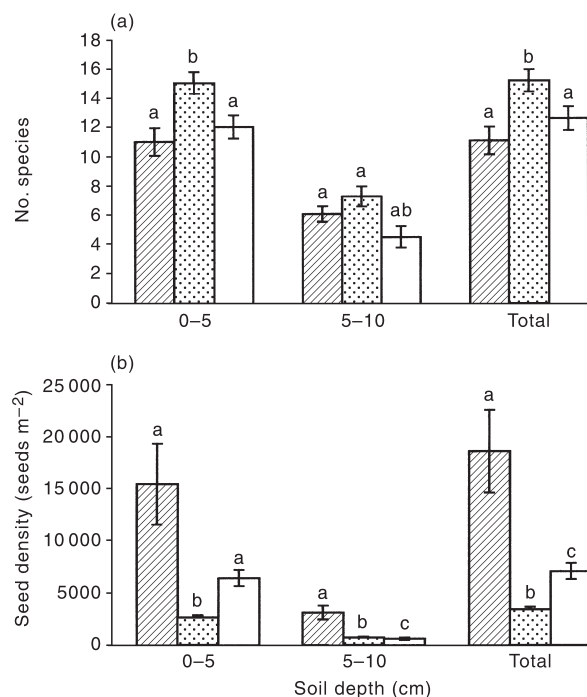 (a)
18
16
14
12
10
8
6
4
2
0
No. species
a b a
a a ab
a b a
0–5 5–10 Total
(b)
25 000
20 000
15 000
10 000
5000
0
Seed density (seeds m−2)
a b a
a b c
a b c
0–5 5–10 Total
Soil depth (cm)